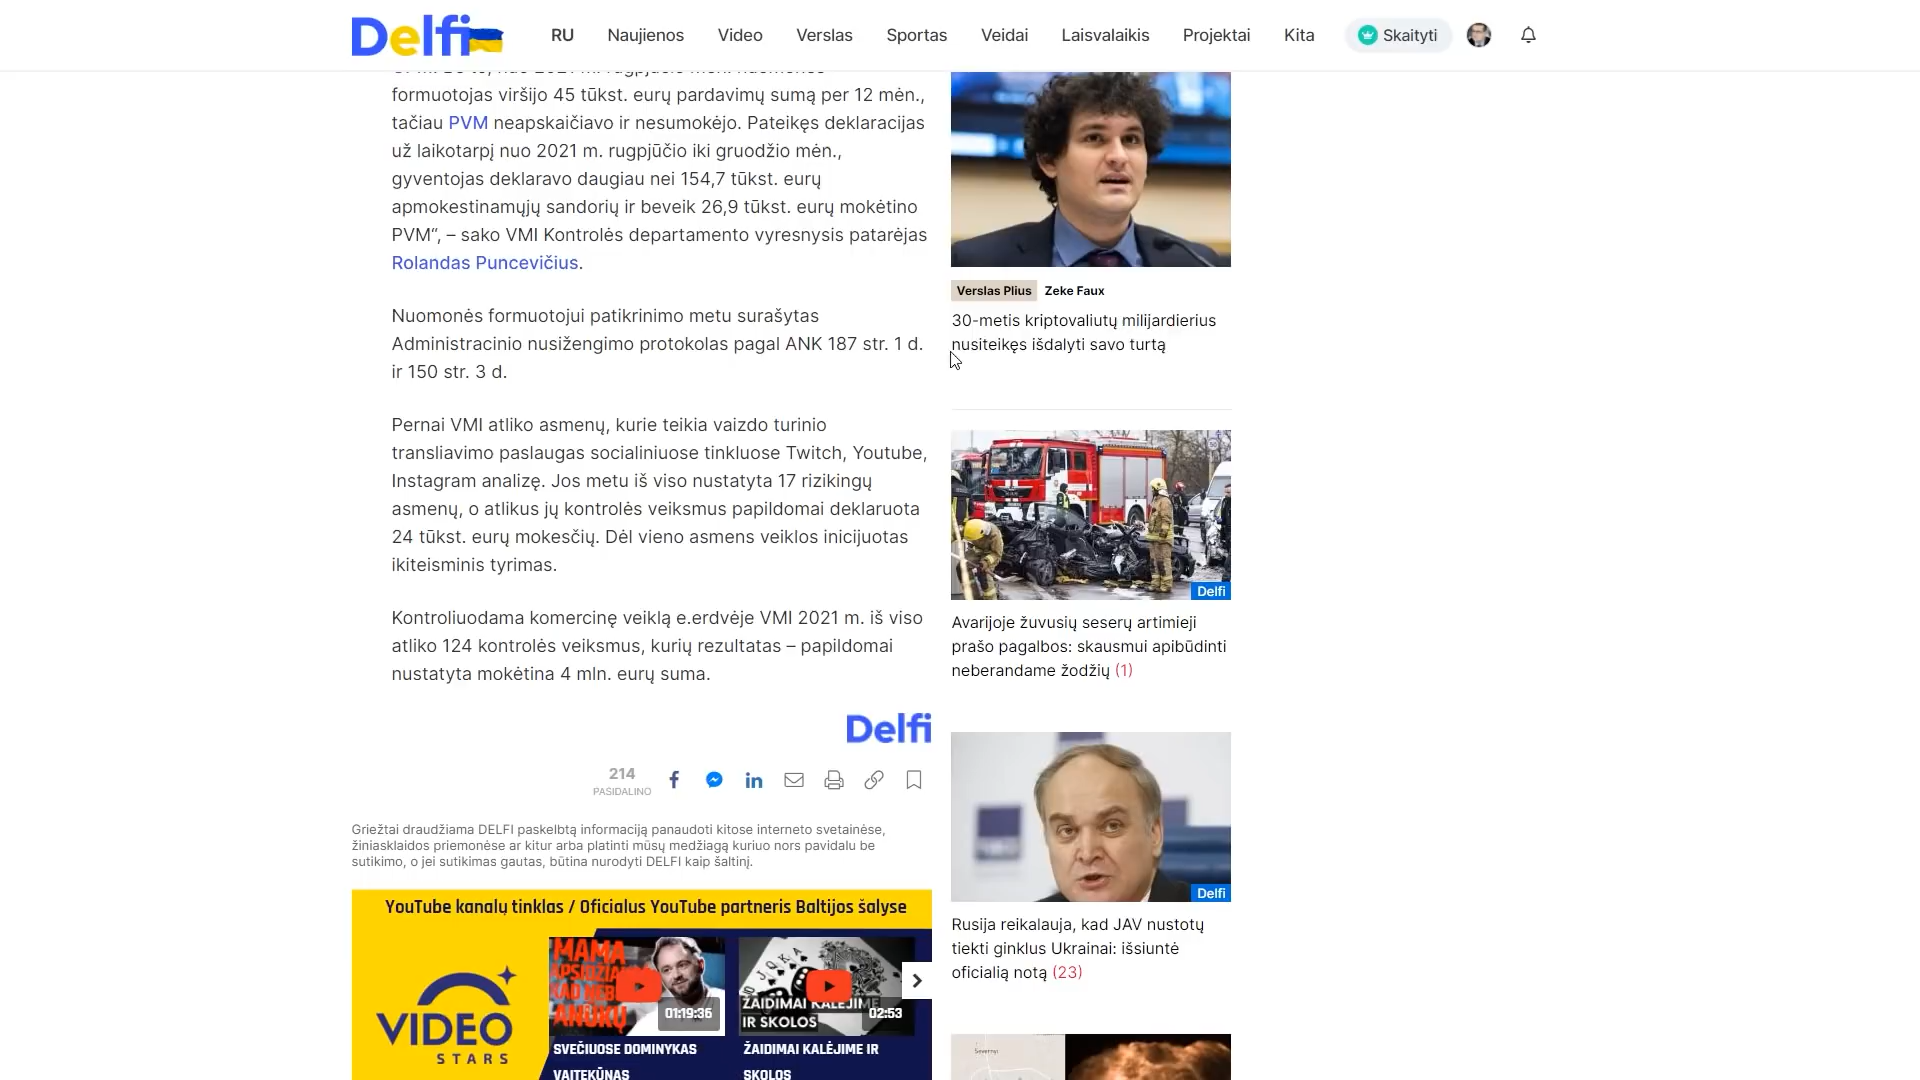 Delfi
RU
Naujienos
Video
Verslas
Sportas
Veidai
Laisvalaikis
Projektai
Kita
Skaityti
formuotojas viršijo 45 tūkst. eurų pardavimų sumą per 12 mėn.,
tačiau PVM neapskaičiavo ir nesumokėjo. Pateikęs deklaracijas
už laikotarpį nuo 2021 m. rugpjūčio iki gruodžio mėn.,
gyventojas deklaravo daugiau nei 154,7 tūkst. eurų
apmokestinamųjų sandorių ir beveik 26,9 tūkst. eurų mokėtino
PVM“, – sako VMI Kontrolės departamento vyresnysis patarėjas
Rolandas Puncevičius.
Nuomonės formuotojui patikrinimo metu surašytas
Administracinio nusižengimo protokolas pagal ANK 187 str. 1 d.
ir 150 str. 3 d.
Pernai VMI atliko asmenų, kurie teikia vaizdo turinio
transliavimo paslaugas socialiniuose tinkluose Twitch, Youtube,
Instagram analizę. Jos metu iš viso nustatyta 17 rizikingų
asmenų, o atlikus jų kontrolės veiksmus papildomai deklaruota
24 tūkst. eurų mokesčių. Dėl vieno asmens veiklos inicijuotas
ikiteisminis tyrimas.
Kontroliuodama komercinę veiklą e.erdvėje VMI 2021 m. iš viso
atliko 124 kontrolės veiksmus, kurių rezultatas – papildomai
nustatyta mokėtina 4 mln. eurų suma.
Delfi
214
PASIDALINO
Griežtai draudžiama DELFI paskelbtą informaciją panaudoti kitose interneto svetainėse,
žiniasklaidos priemonėse ar kitur arba platinti mūsų medžiagą kuriuo nors pavidalu be
sutikimo, o jei sutikimas gautas, būtina nurodyti DELFI kaip šaltinį.
YouTube kanalų tinklas / Oficialus YouTube partneris Baltijos šalyse
VIDEO
STARS
MAMA
01:19:36
SVEČIUOSE DOMINYKAS
VAITEKŪNAS
ŽAIDIMAI KALĖJIME
IR SKOLOS
02:53
ŽAIDIMAI KALĖJIME IR
SKOLOS
Verslas Plius Zeke Faux
30-metis kriptovaliutų milijardierius
nusiteikęs išdalyti savo turtą
Delfi
Avarijoje žuvusių seserų artimieji
prašo pagalbos: skausmui apibūdinti
neberandame žodžių (1)
Delfi
Rusija reikalauja, kad JAV nustotų
tiekti ginklus Ukrainai: išsiuntė
oficialią notą (23)